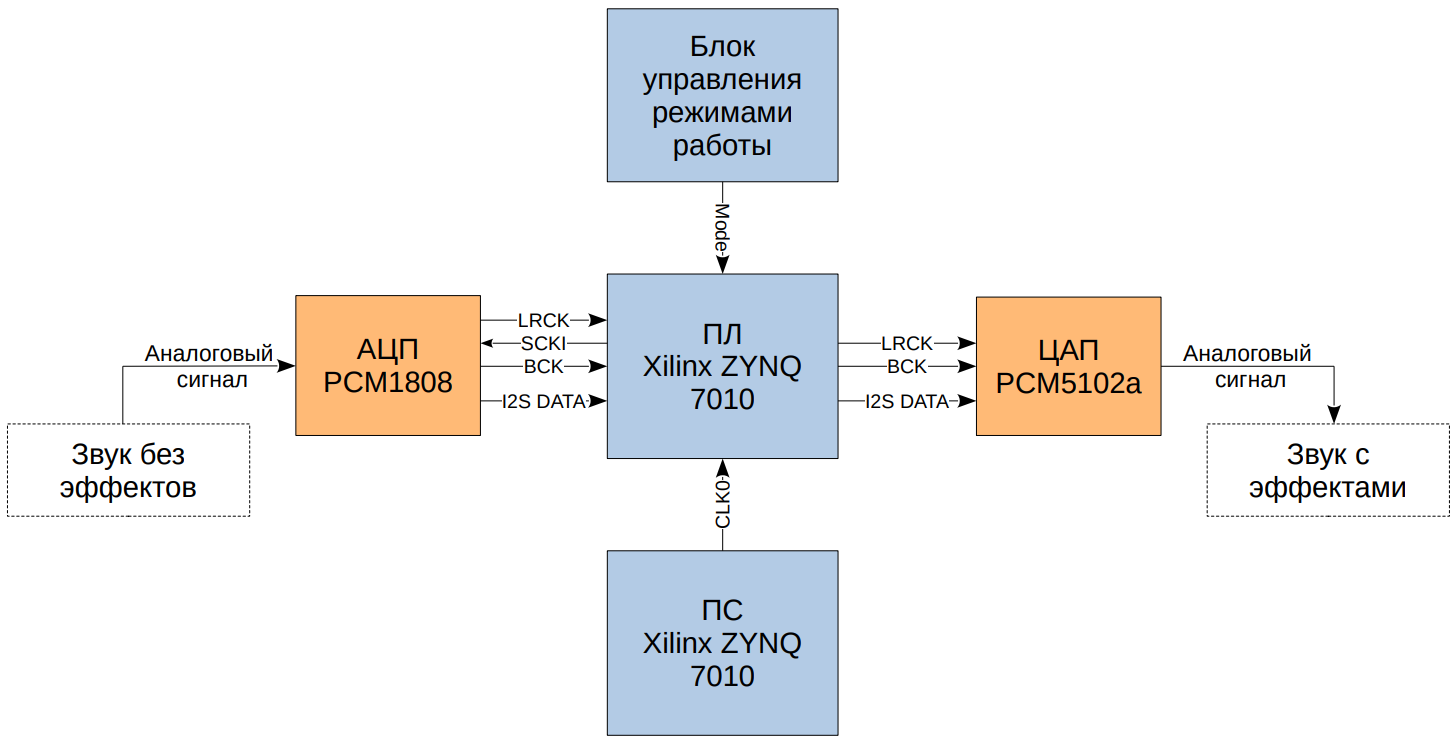 Блок
управления
режимами
работы
Mode
АЦП
PCM1808
LRCK
SCKI
BCK
I2S DATA
ПЛ
Xilinx ZYNQ
7010
LRCK
BCK
I2S DATA
ЦАП
PCM5102a
Аналоговый
сигнал
Аналоговый
сигнал
Звук без
эффектов
Звук с
эффектами
CLK0
ПС
Xilinx ZYNQ
7010